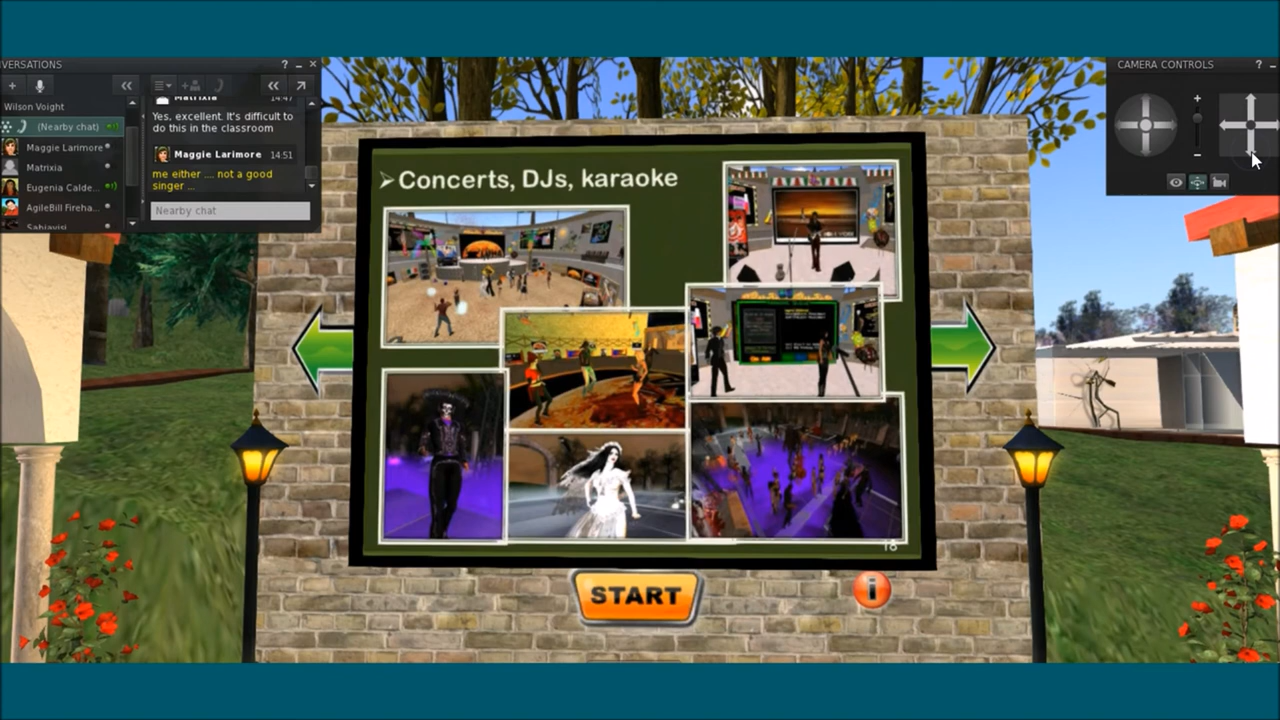 VERSATIONS
? _ ×
CAMERA CONTROLS
? _
Wilson Voight
(Nearby chat)
Maggie Larimore
Matrixia
Eugenia Calde...
AgileBill Fireha...
Sabiavisi
Matrixia 14:47
Yes, excellent. It's difficult to
do this in the classroom
Maggie Larimore 14:51
me either .... not a good
singer ...
Nearby chat
➢Concerts, DJs, karaoke
18
START
i